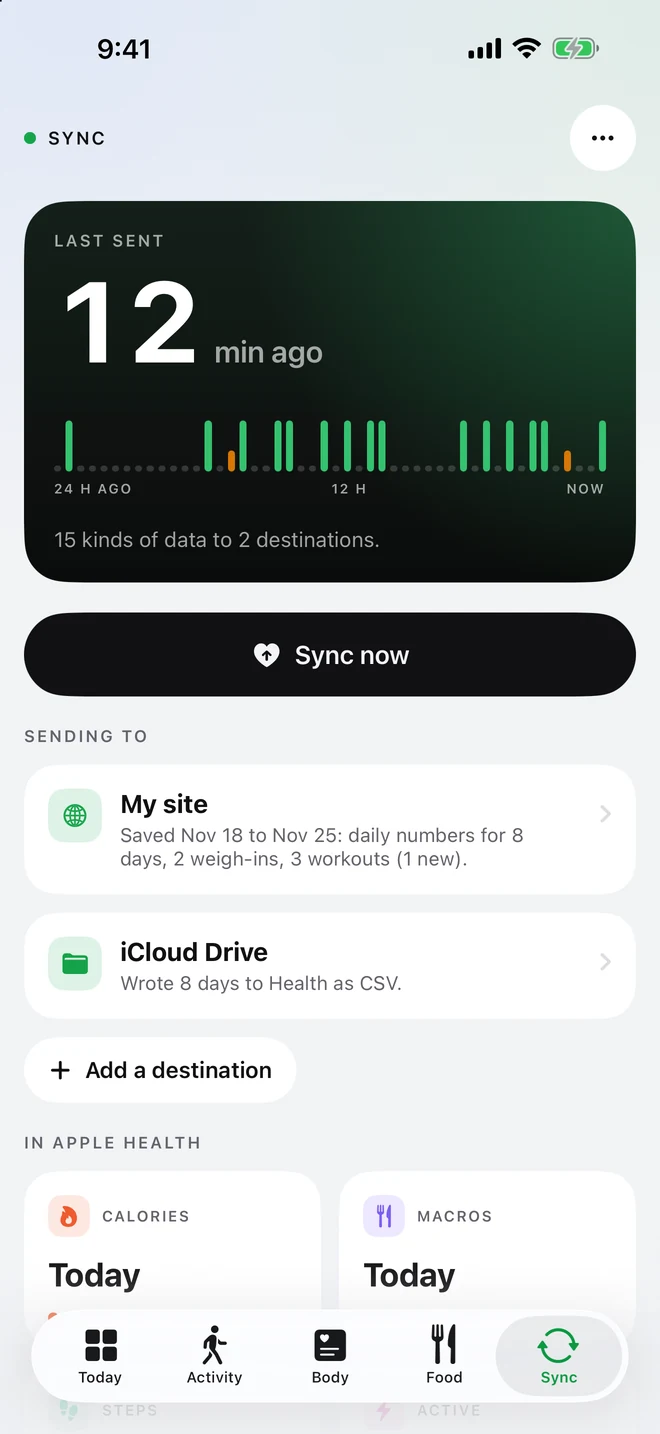 9:41
SYNC
LAST SENT
12 min ago
24 H AGO 12 H NOW
15 kinds of data to 2 destinations.
Sync now
SENDING TO
My site
Saved Nov 18 to Nov 25: daily numbers for 8
days, 2 weigh-ins, 3 workouts (1 new).
iCloud Drive
Wrote 8 days to Health as CSV.
Add a destination
IN APPLE HEALTH
CALORIES
Today
MACROS
Today
Today
Activity
Body
Food
Sync
STEPS
ACTIVE